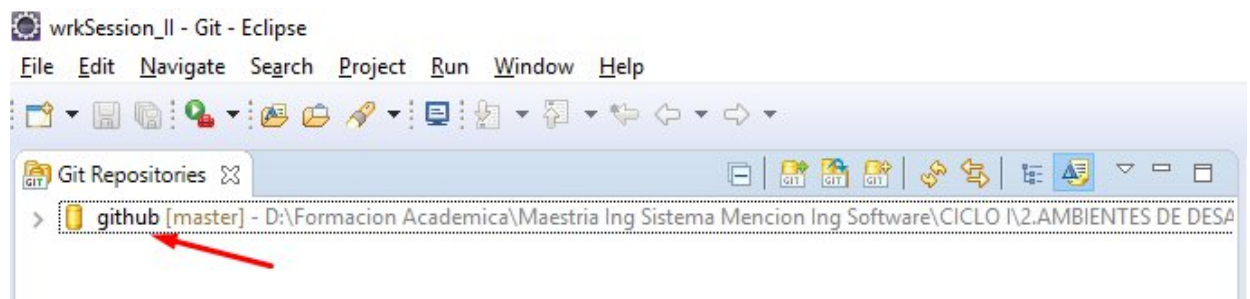 wrkSession_II - Git - Eclipse
File Edit Navigate Search Project Run Window Help
Git Repositories
github [master] - D:\Formacion Academica\Maestria Ing Sistema Mencion Ing Software\CICLO I\2.AMBIENTES DE DESA